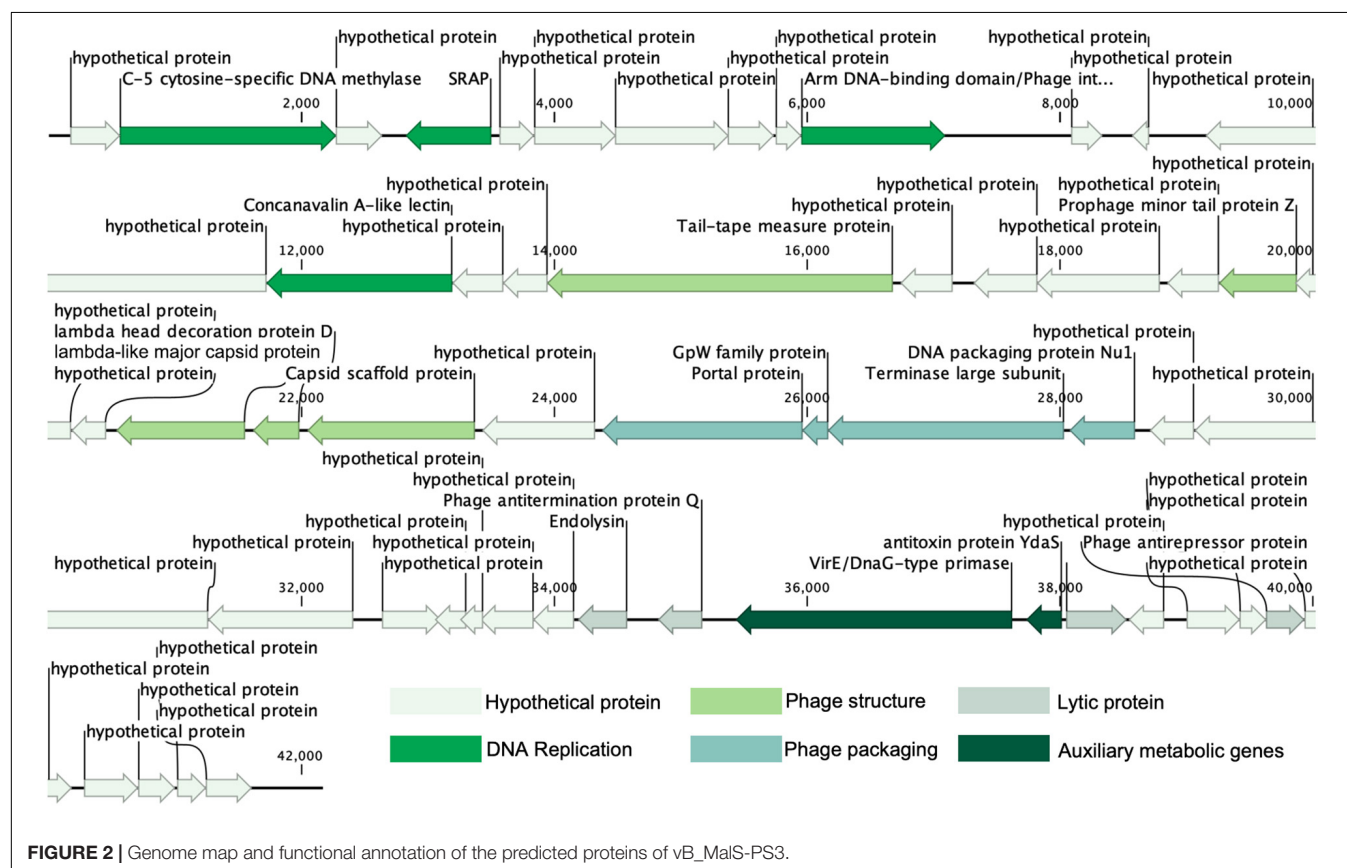 hypothetical protein hypothetical protein hypothetical protein hypothetical protein
hypothetical protein hypothetical protein
C-5 cytosine-specific DNA methylase SRAP hypothetical protein Arm DNA-binding domain/Phage int... hypothetical protein
2,000 4,000 6,000 8,000 10,000
hypothetical protein
hypothetical protein hypothetical protein hypothetical protein
Concanavalin A-like lectin hypothetical protein Prophage minor tail protein Z
hypothetical protein hypothetical protein Tail-tape measure protein hypothetical protein
12,000 14,000 16,000 18,000 20,000
hypothetical protein
lambda head decoration protein D hypothetical protein
lambda-like major capsid protein hypothetical protein GpW family protein DNA packaging protein Nu1
hypothetical protein Capsid scaffold protein Portal protein Terminase large subunit hypothetical protein
22,000 24,000 26,000 28,000 30,000
hypothetical protein
hypothetical protein hypothetical protein
Phage antitermination protein Q hypothetical protein
hypothetical protein Endolysin hypothetical protein
hypothetical protein hypothetical protein antitoxin protein YdaS Phage antirepressor protein
hypothetical protein hypothetical protein VirE/DnaG-type primase hypothetical protein
32,000 34,000 36,000 38,000 40,000
hypothetical protein
hypothetical protein
hypothetical protein
hypothetical protein
hypothetical protein
42,000
Hypothetical protein Phage structure Lytic protein
DNA Replication Phage packaging Auxiliary metabolic genes
FIGURE 2 | Genome map and functional annotation of the predicted proteins of vB_MalS-PS3.